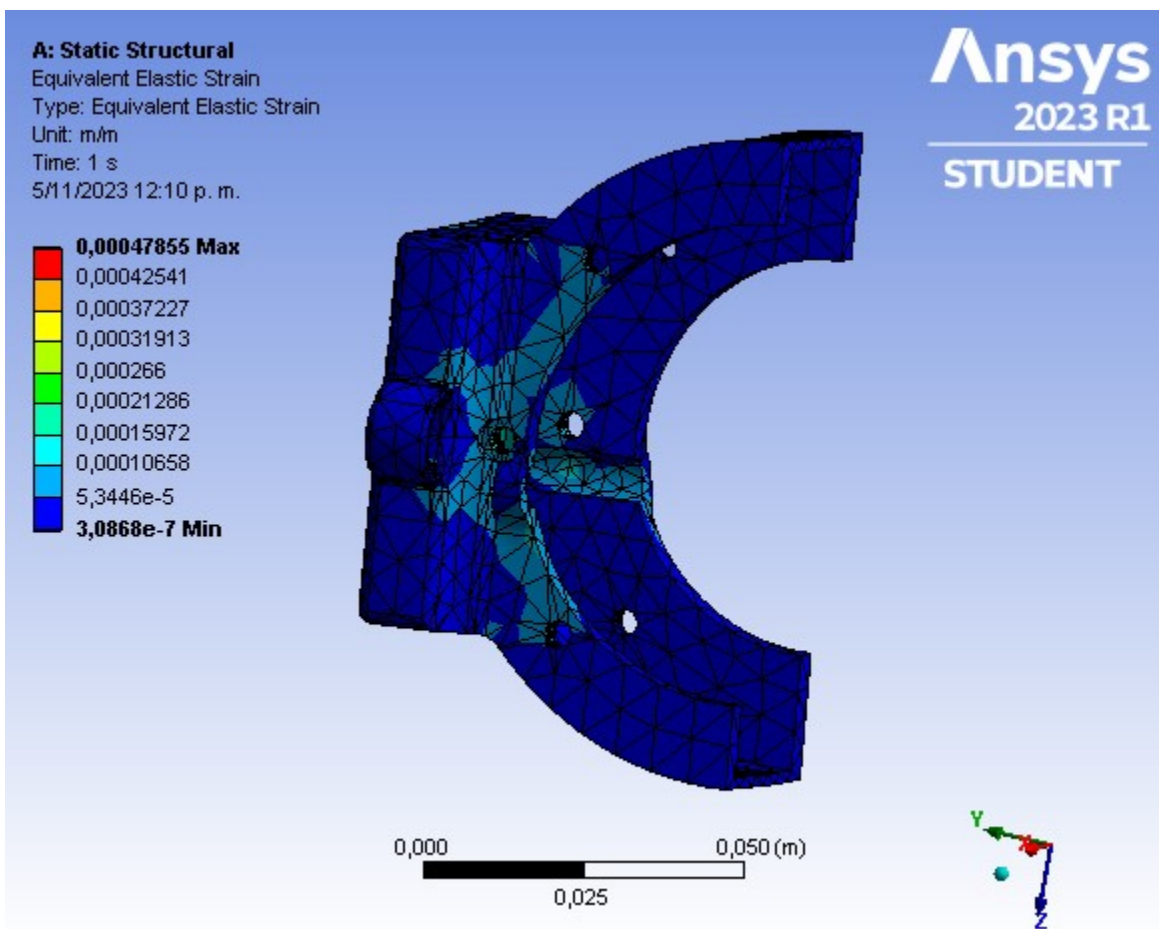 A: Static Structural
Equivalent Elastic Strain
Type: Equivalent Elastic Strain
Unit: m/m
Time: 1 s
5/11/2023 12:10 p. m.
Ansys
2023 R1
STUDENT
0,00047855 Max
0,00042541
0,00037227
0,00031913
0,000266
0,00021286
0,00015972
0,00010658
5,3446e-5
3,0868e-7 Min
0,000
0,050 (m)
0,025
Y
X
Z